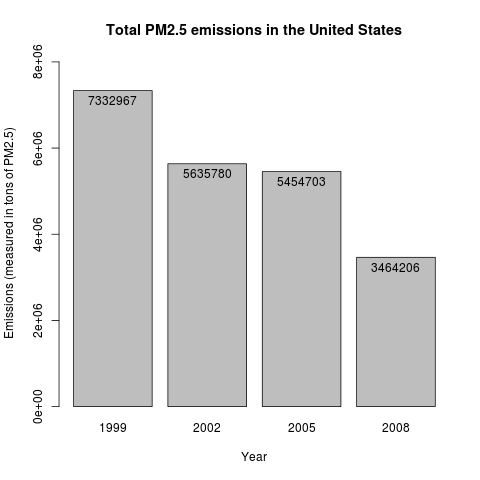 Total PM2.5 emissions in the United States
Emissions (measured in tons of PM2.5)
8e+06
6e+06
4e+06
2e+06
0e+00
7332967
5635780
5454703
3464206
1999
2002
2005
2008
Year